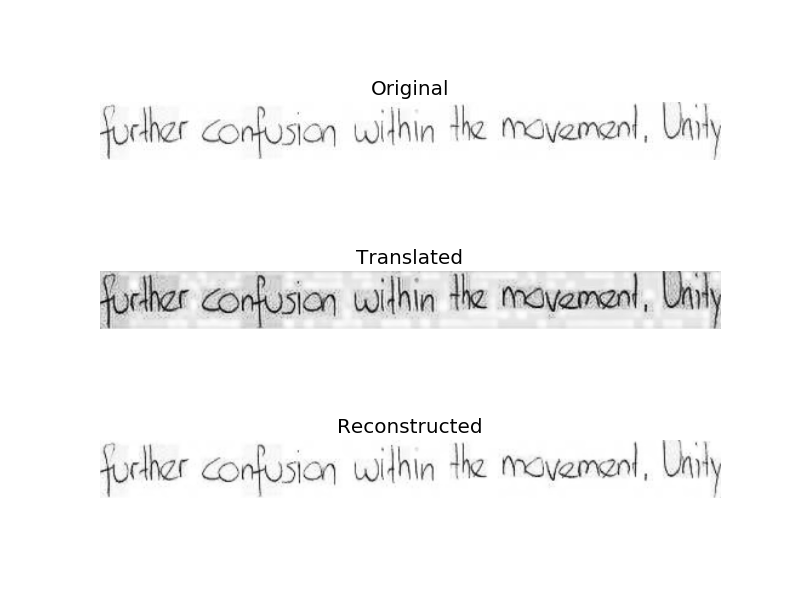 Original
further confusion within the movement. Unity
Translated
further confusion within the movement. Unity
Reconstructed
further confusion within the movement. Unity